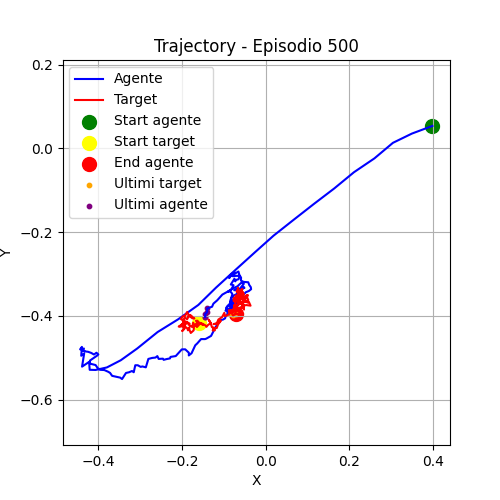 Trajectory - Episodio 500
Agente
Target
Start agente
Start target
End agente
Ultimi target
Ultimi agente
0.2
0.0
−0.2
−0.4
−0.6
Y
−0.4
−0.2
0.0
0.2
0.4
X